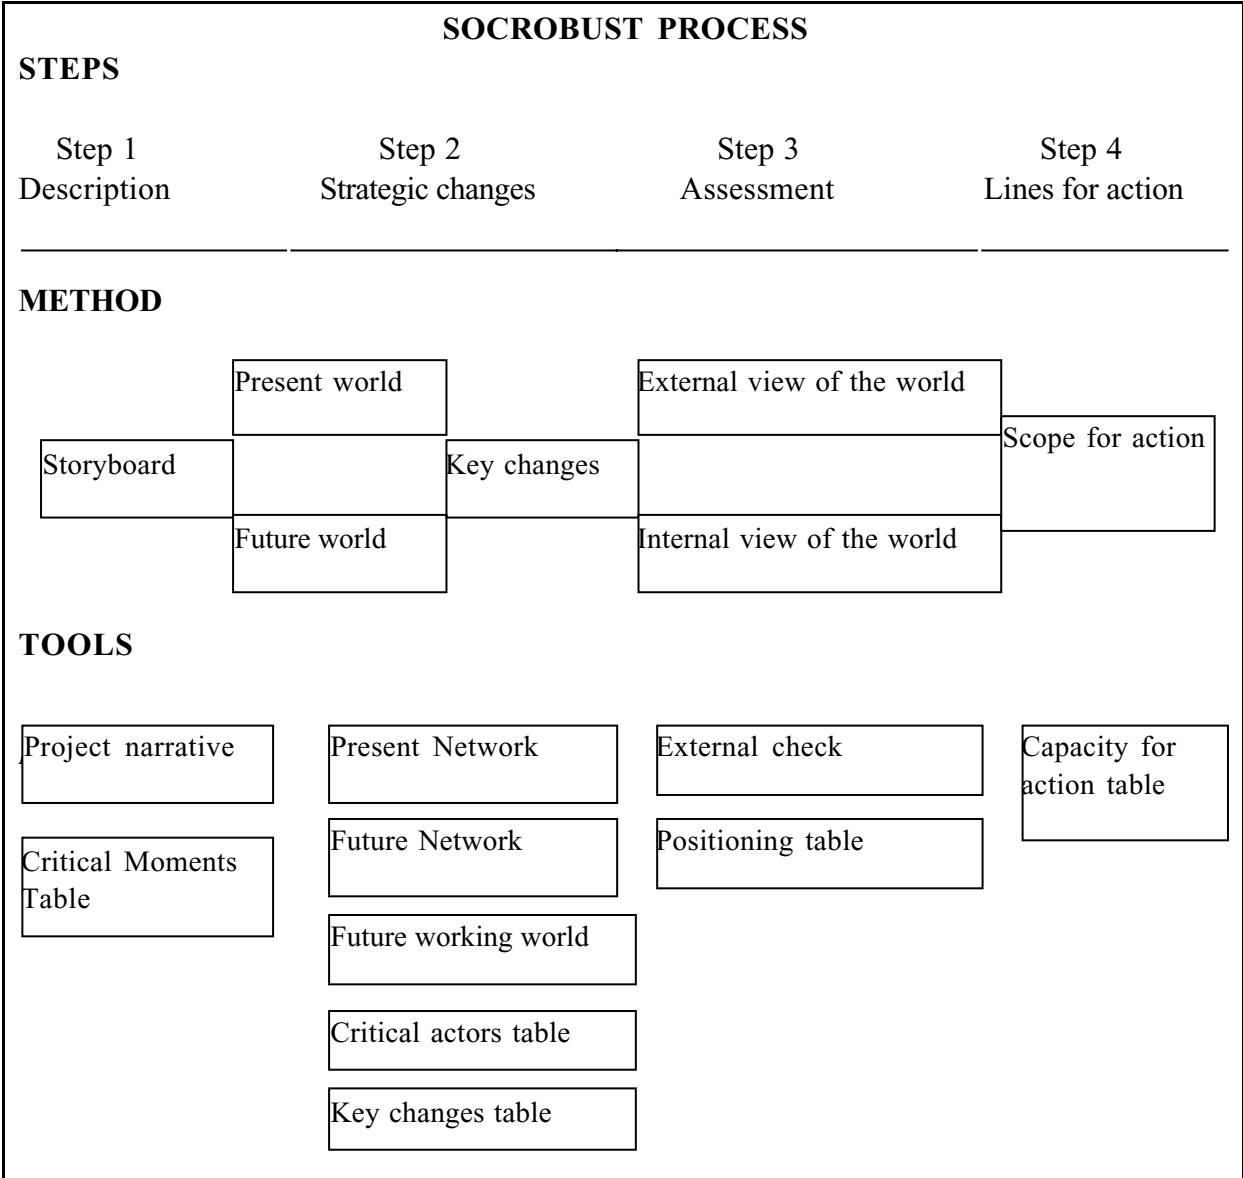 SOCROBUST PROCESS
STEPS
Step 1 Step 2 Step 3 Step 4
Description Strategic changes Assessment Lines for action
METHOD
Present world External view of the world
Scope for action
Storyboard Key changes
Future world Internal view of the world
TOOLS
Project narrative Present Network External check Capacity for
action table
Future Network Positioning table
Critical Moments
Table
Future working world
Critical actors table
Key changes table